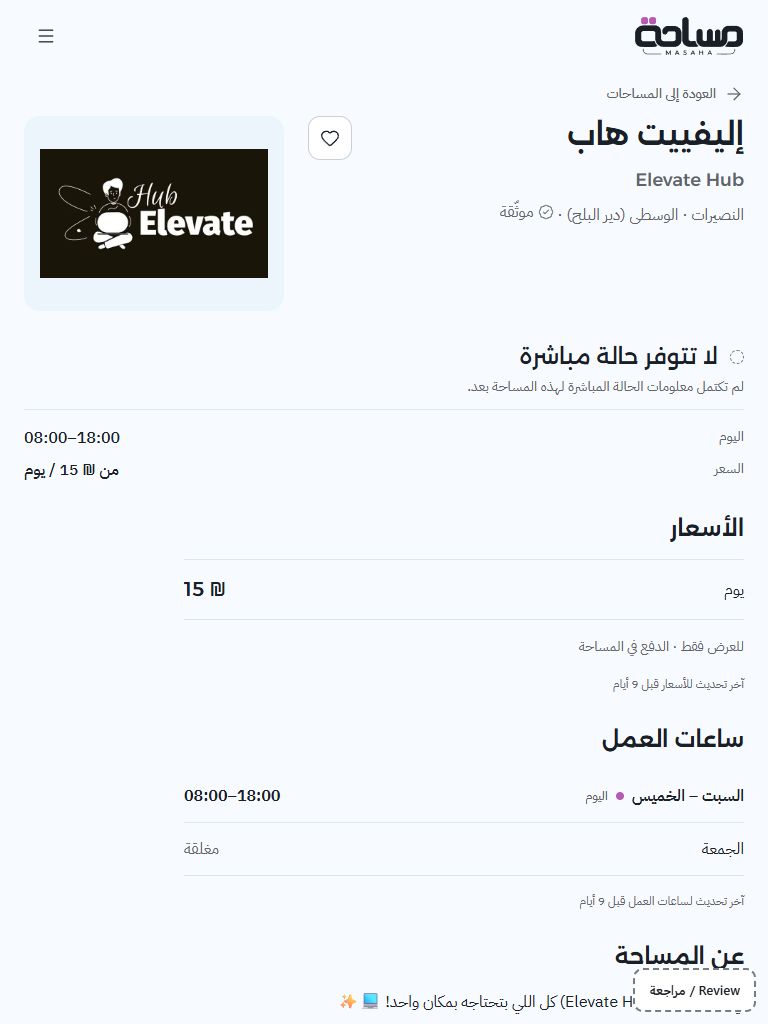 مساحة
MASAHA
العودة إلى المساحات
إليفييت هاب
Elevate Hub
النصيرات · الوسطى (دير البلح) · موثّقة
Hub
Elevate
لا تتوفر حالة مباشرة
لم تكتمل معلومات الحالة المباشرة لهذه المساحة بعد.
اليوم 08:00–18:00
السعر من ₪ 15 / يوم
الأسعار
يوم ₪ 15
للعرض فقط · الدفع في المساحة
آخر تحديث للأسعار قبل 9 أيام
ساعات العمل
السبت – الخميس اليوم 08:00–18:00
الجمعة مغلقة
آخر تحديث لساعات العمل قبل 9 أيام
عن المساحة
Review / مراجعة
(Elevate H كل اللي بتحتاجه بمكان واحد! 💻 ✨